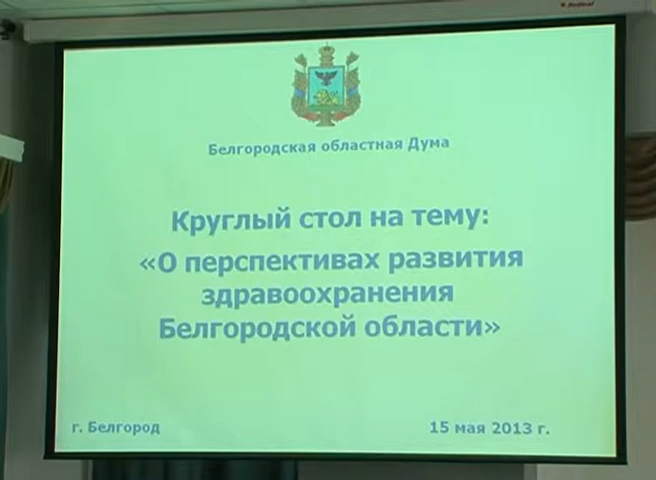 Белгородская областная Дума
Круглый стол на тему:
«О перспективах развития
здравоохранения
Белгородской области»
г. Белгород
15 мая 2013 г.